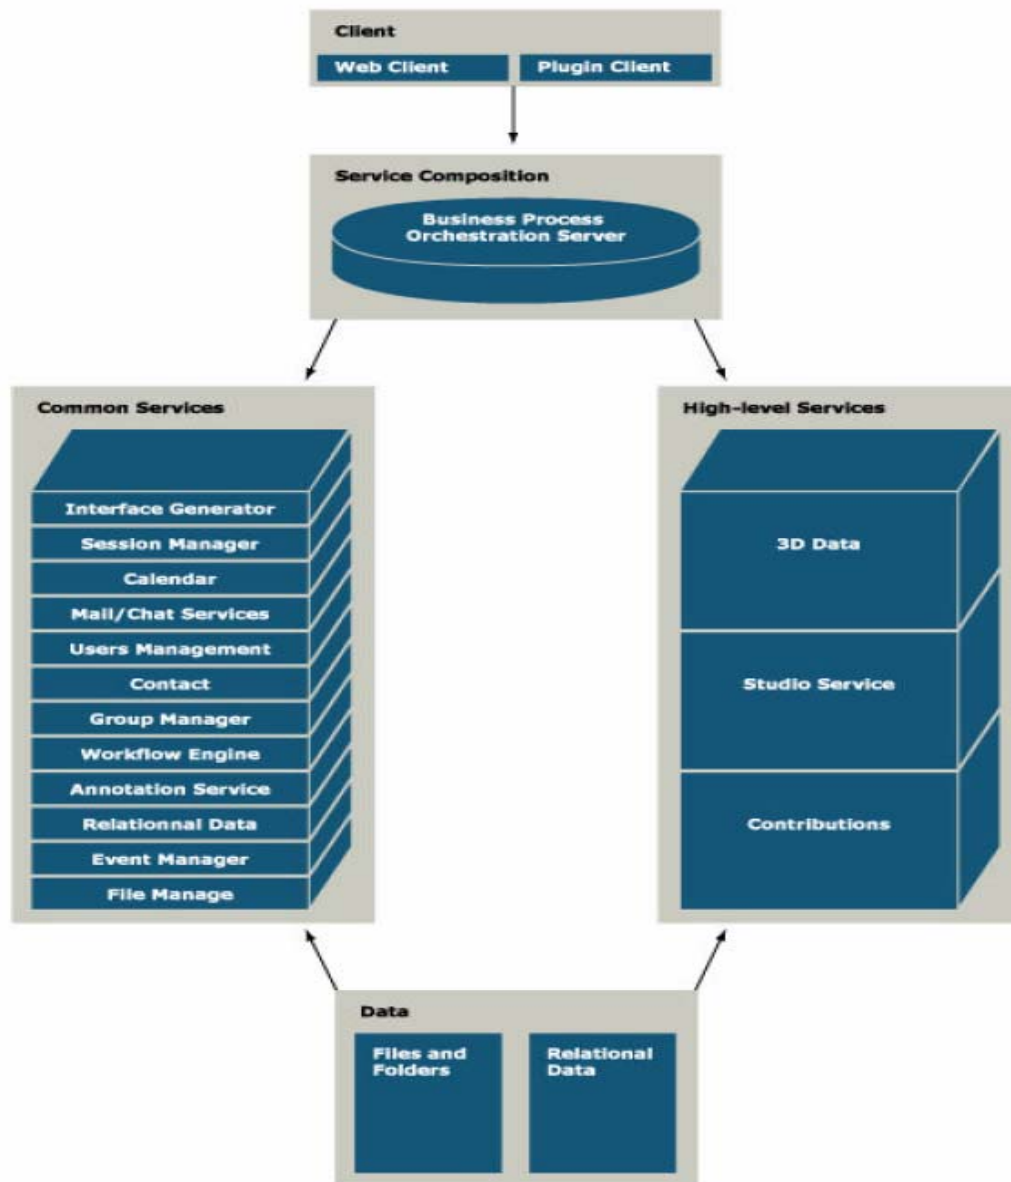 Client
Web Client
Plugin Client
Service Composition
Business Process
Orchestration Server
Common Services
Interface Generator
Session Manager
Calendar
Mail/Chat Services
Users Management
Contact
Group Manager
Workflow Engine
Annotation Service
Relationnal Data
Event Manager
File Manage
High-level Services
3D Data
Studio Service
Contributions
Data
Files and
Folders
Relational
Data